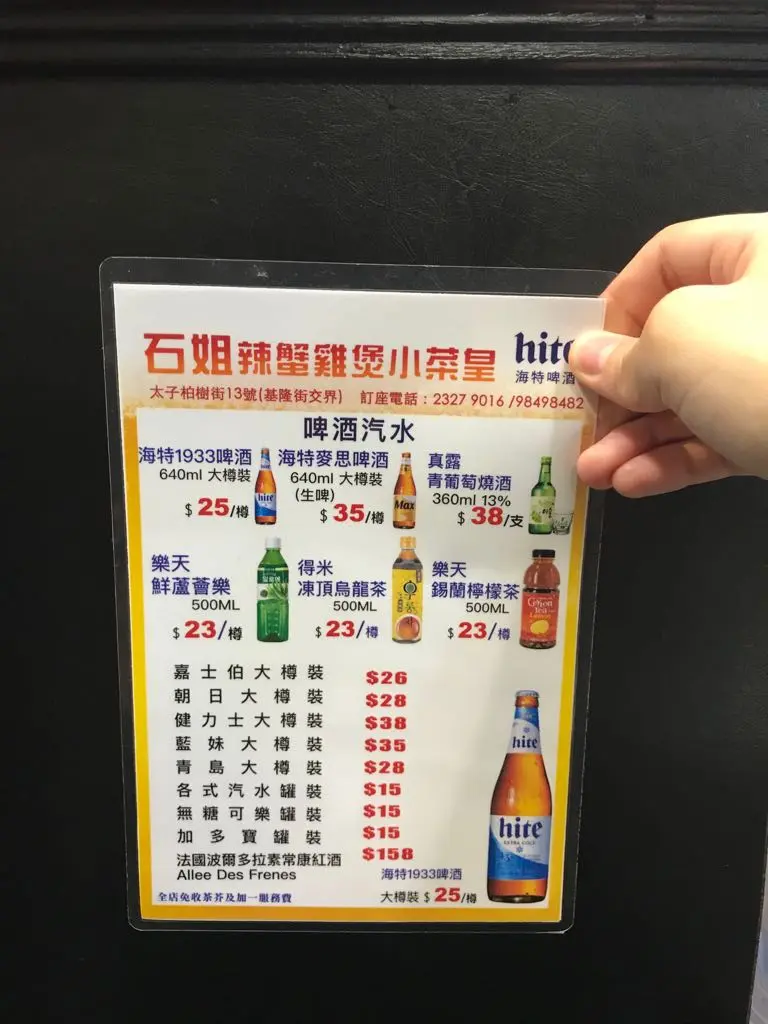 石姐辣蟹雞煲小菜皇
hite
海特啤酒
太子柏樹街13號(基隆街交界) 訂座電話：2327 9016 /98498482
啤酒汽水
海特1933啤酒
640ml 大樽裝
$25/樽
hite
海特麥思啤酒
640ml 大樽裝
(生啤)
$35/樽
Max
真露
青葡萄燒酒
360ml 13%
$38/支
樂天
鮮蘆薈樂
500ML
$23/樽
得米
凍頂烏龍茶
500ML
$23/樽
樂天
錫蘭檸檬茶
500ML
$23/樽
Ceylon
Tea
Lemon
嘉士伯大樽裝 $26
朝日大樽裝 $28
健力士大樽裝 $38
藍妹大樽裝 $35
青島大樽裝 $28
各式汽水罐裝 $15
無糖可樂罐裝 $15
加多寶罐裝 $15
法國波爾多拉素常康紅酒 $158
Allee Des Frenes
hite
hite
EXTRA COLD
海特1933啤酒
大樽裝 $25/樽
全店免收茶芥及加一服務費